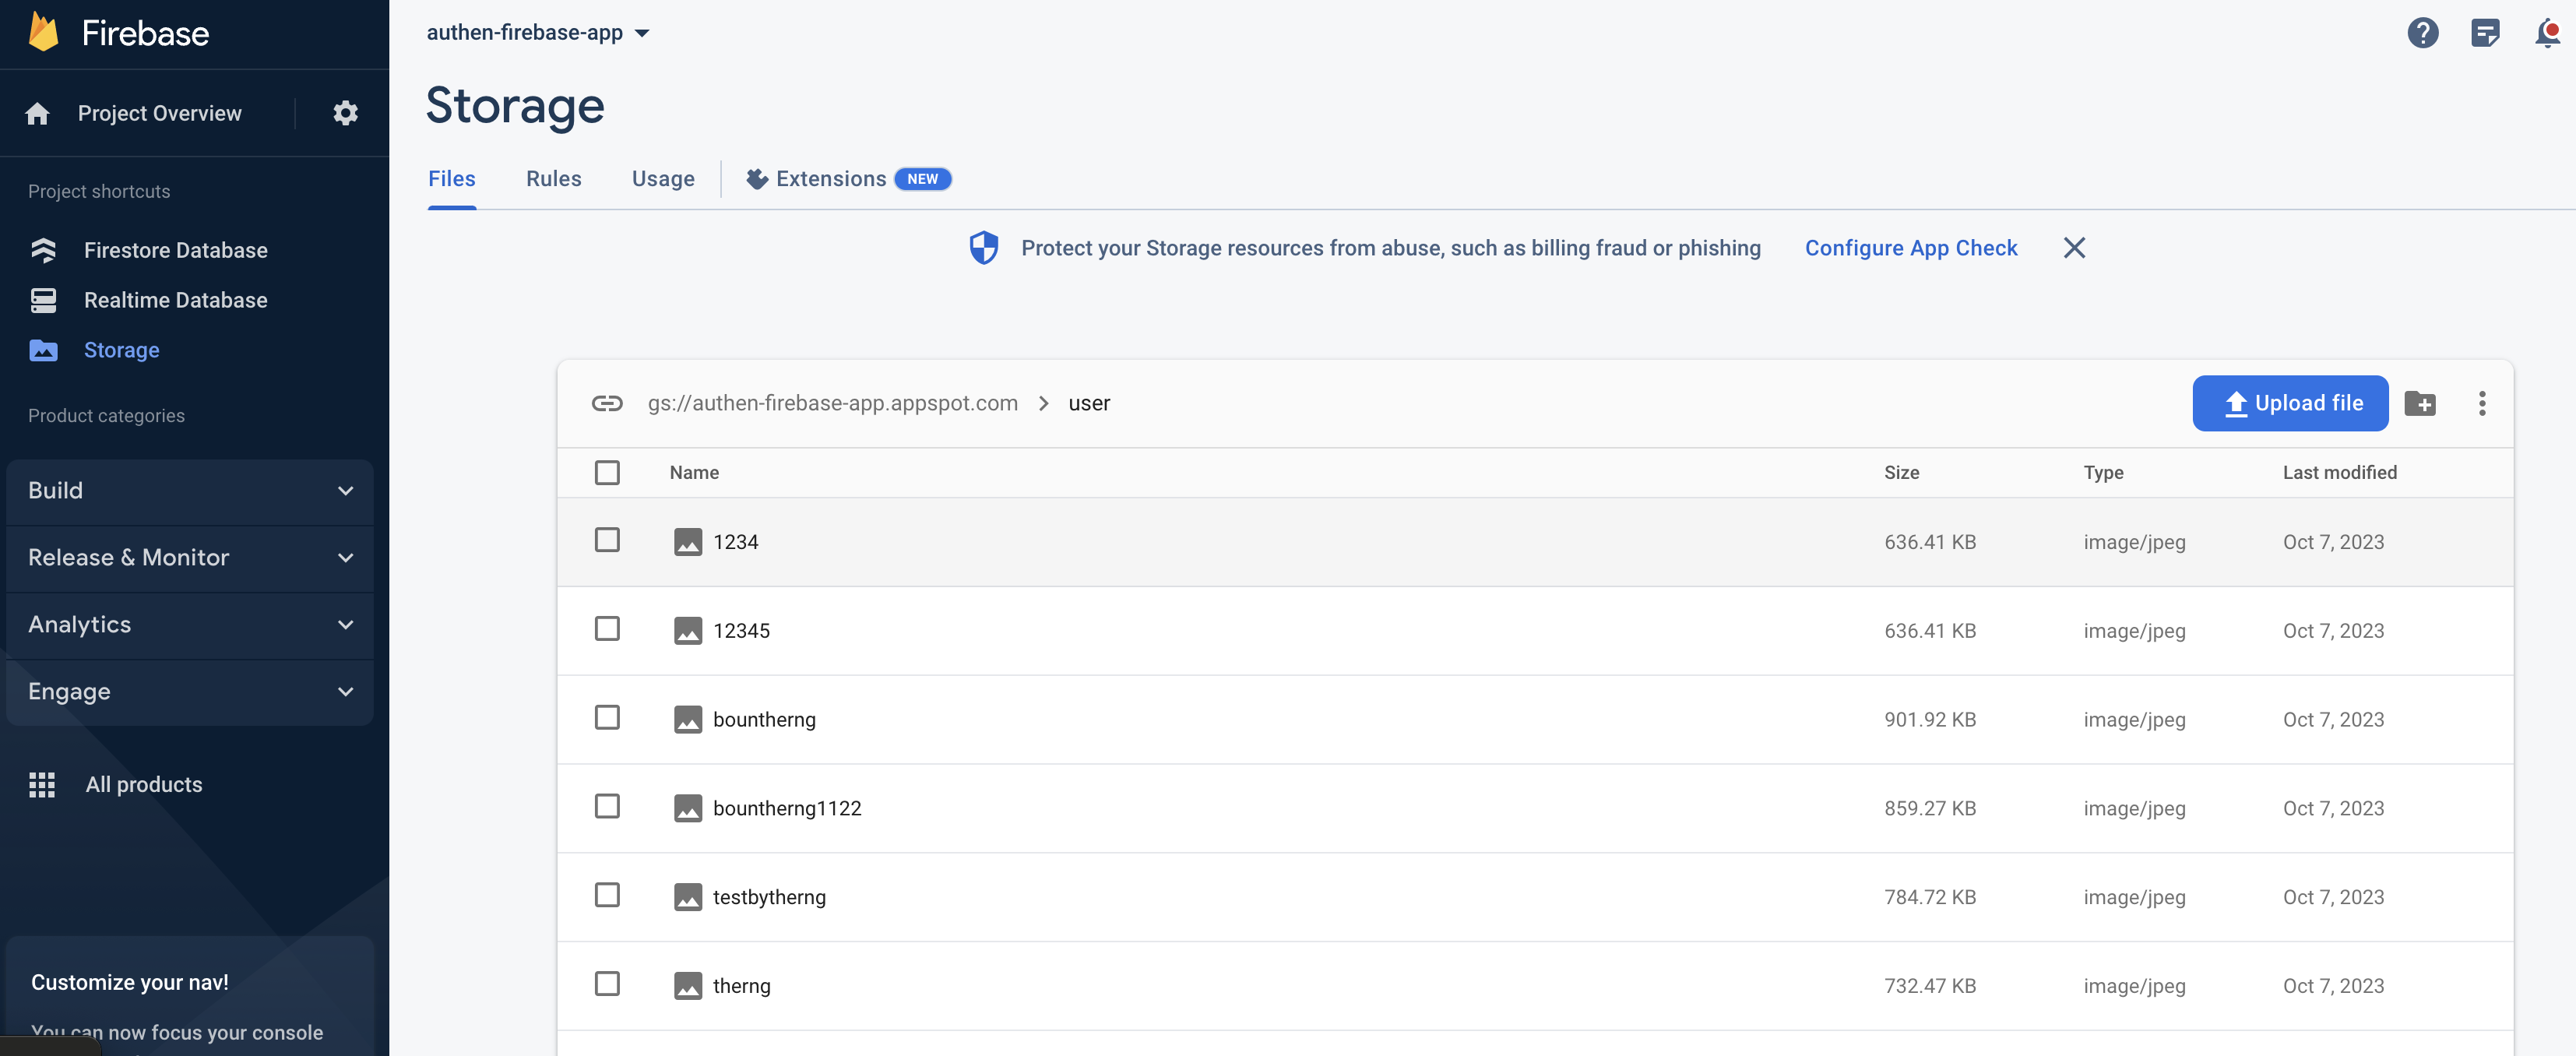 Firebase
Project Overview
Project shortcuts
Firestore Database
Realtime Database
Storage
Product categories
Build
Release & Monitor
Analytics
Engage
All products
Customize your nav!
You can now focus your console
authen-firebase-app
Storage
Files Rules Usage Extensions NEW
Protect your Storage resources from abuse, such as billing fraud or phishing Configure App Check
gs://authen-firebase-app.appspot.com > user Upload file
Name Size Type Last modified
1234 636.41 KB image/jpeg Oct 7, 2023
12345 636.41 KB image/jpeg Oct 7, 2023
bountherng 901.92 KB image/jpeg Oct 7, 2023
bountherng1122 859.27 KB image/jpeg Oct 7, 2023
testbytherng 784.72 KB image/jpeg Oct 7, 2023
therng 732.47 KB image/jpeg Oct 7, 2023